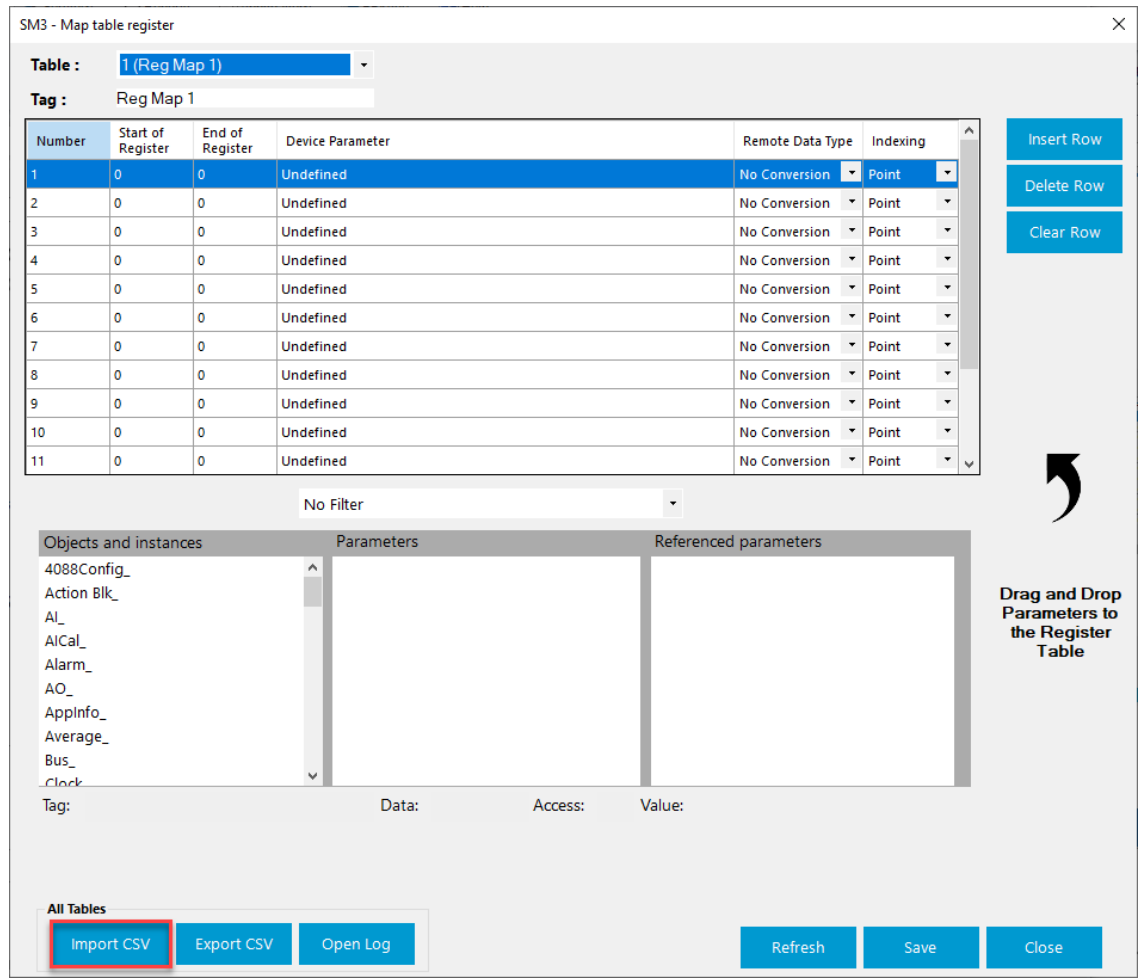 SM3 - Map table register
Table : 1 (Reg Map 1)
Tag : Reg Map 1
Number Start of Register End of Register Device Parameter Remote Data Type Indexing
1 0 0 Undefined No Conversion Point
2 0 0 Undefined No Conversion Point
3 0 0 Undefined No Conversion Point
4 0 0 Undefined No Conversion Point
5 0 0 Undefined No Conversion Point
6 0 0 Undefined No Conversion Point
7 0 0 Undefined No Conversion Point
8 0 0 Undefined No Conversion Point
9 0 0 Undefined No Conversion Point
10 0 0 Undefined No Conversion Point
11 0 0 Undefined No Conversion Point
Insert Row
Delete Row
Clear Row
No Filter
Objects and instances Parameters Referenced parameters
4088Config_
Action Blk_
AI_
AICal_
Alarm_
AO_
AppInfo_
Average_
Bus_
Clock
Drag and Drop
Parameters to
the Register
Table
Tag: Data: Access: Value:
All Tables
Import CSV Export CSV Open Log Refresh Save Close